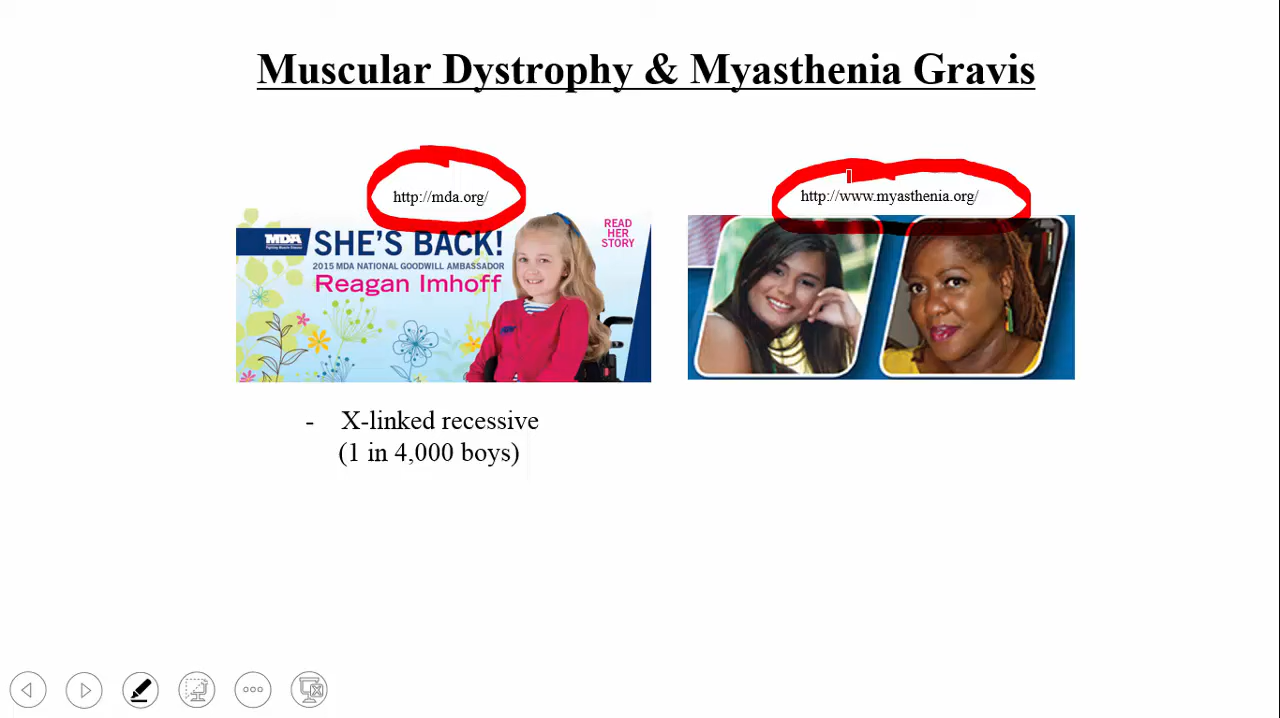 Muscular Dystrophy & Myasthenia Gravis
http://mda.org/
http://www.myasthenia.org/
MDA
SHE'S BACK!
READ
HER
STORY
2015 MDA NATIONAL GOODWILL AMBASSADOR
Reagan Imhoff
- X-linked recessive
(1 in 4,000 boys)